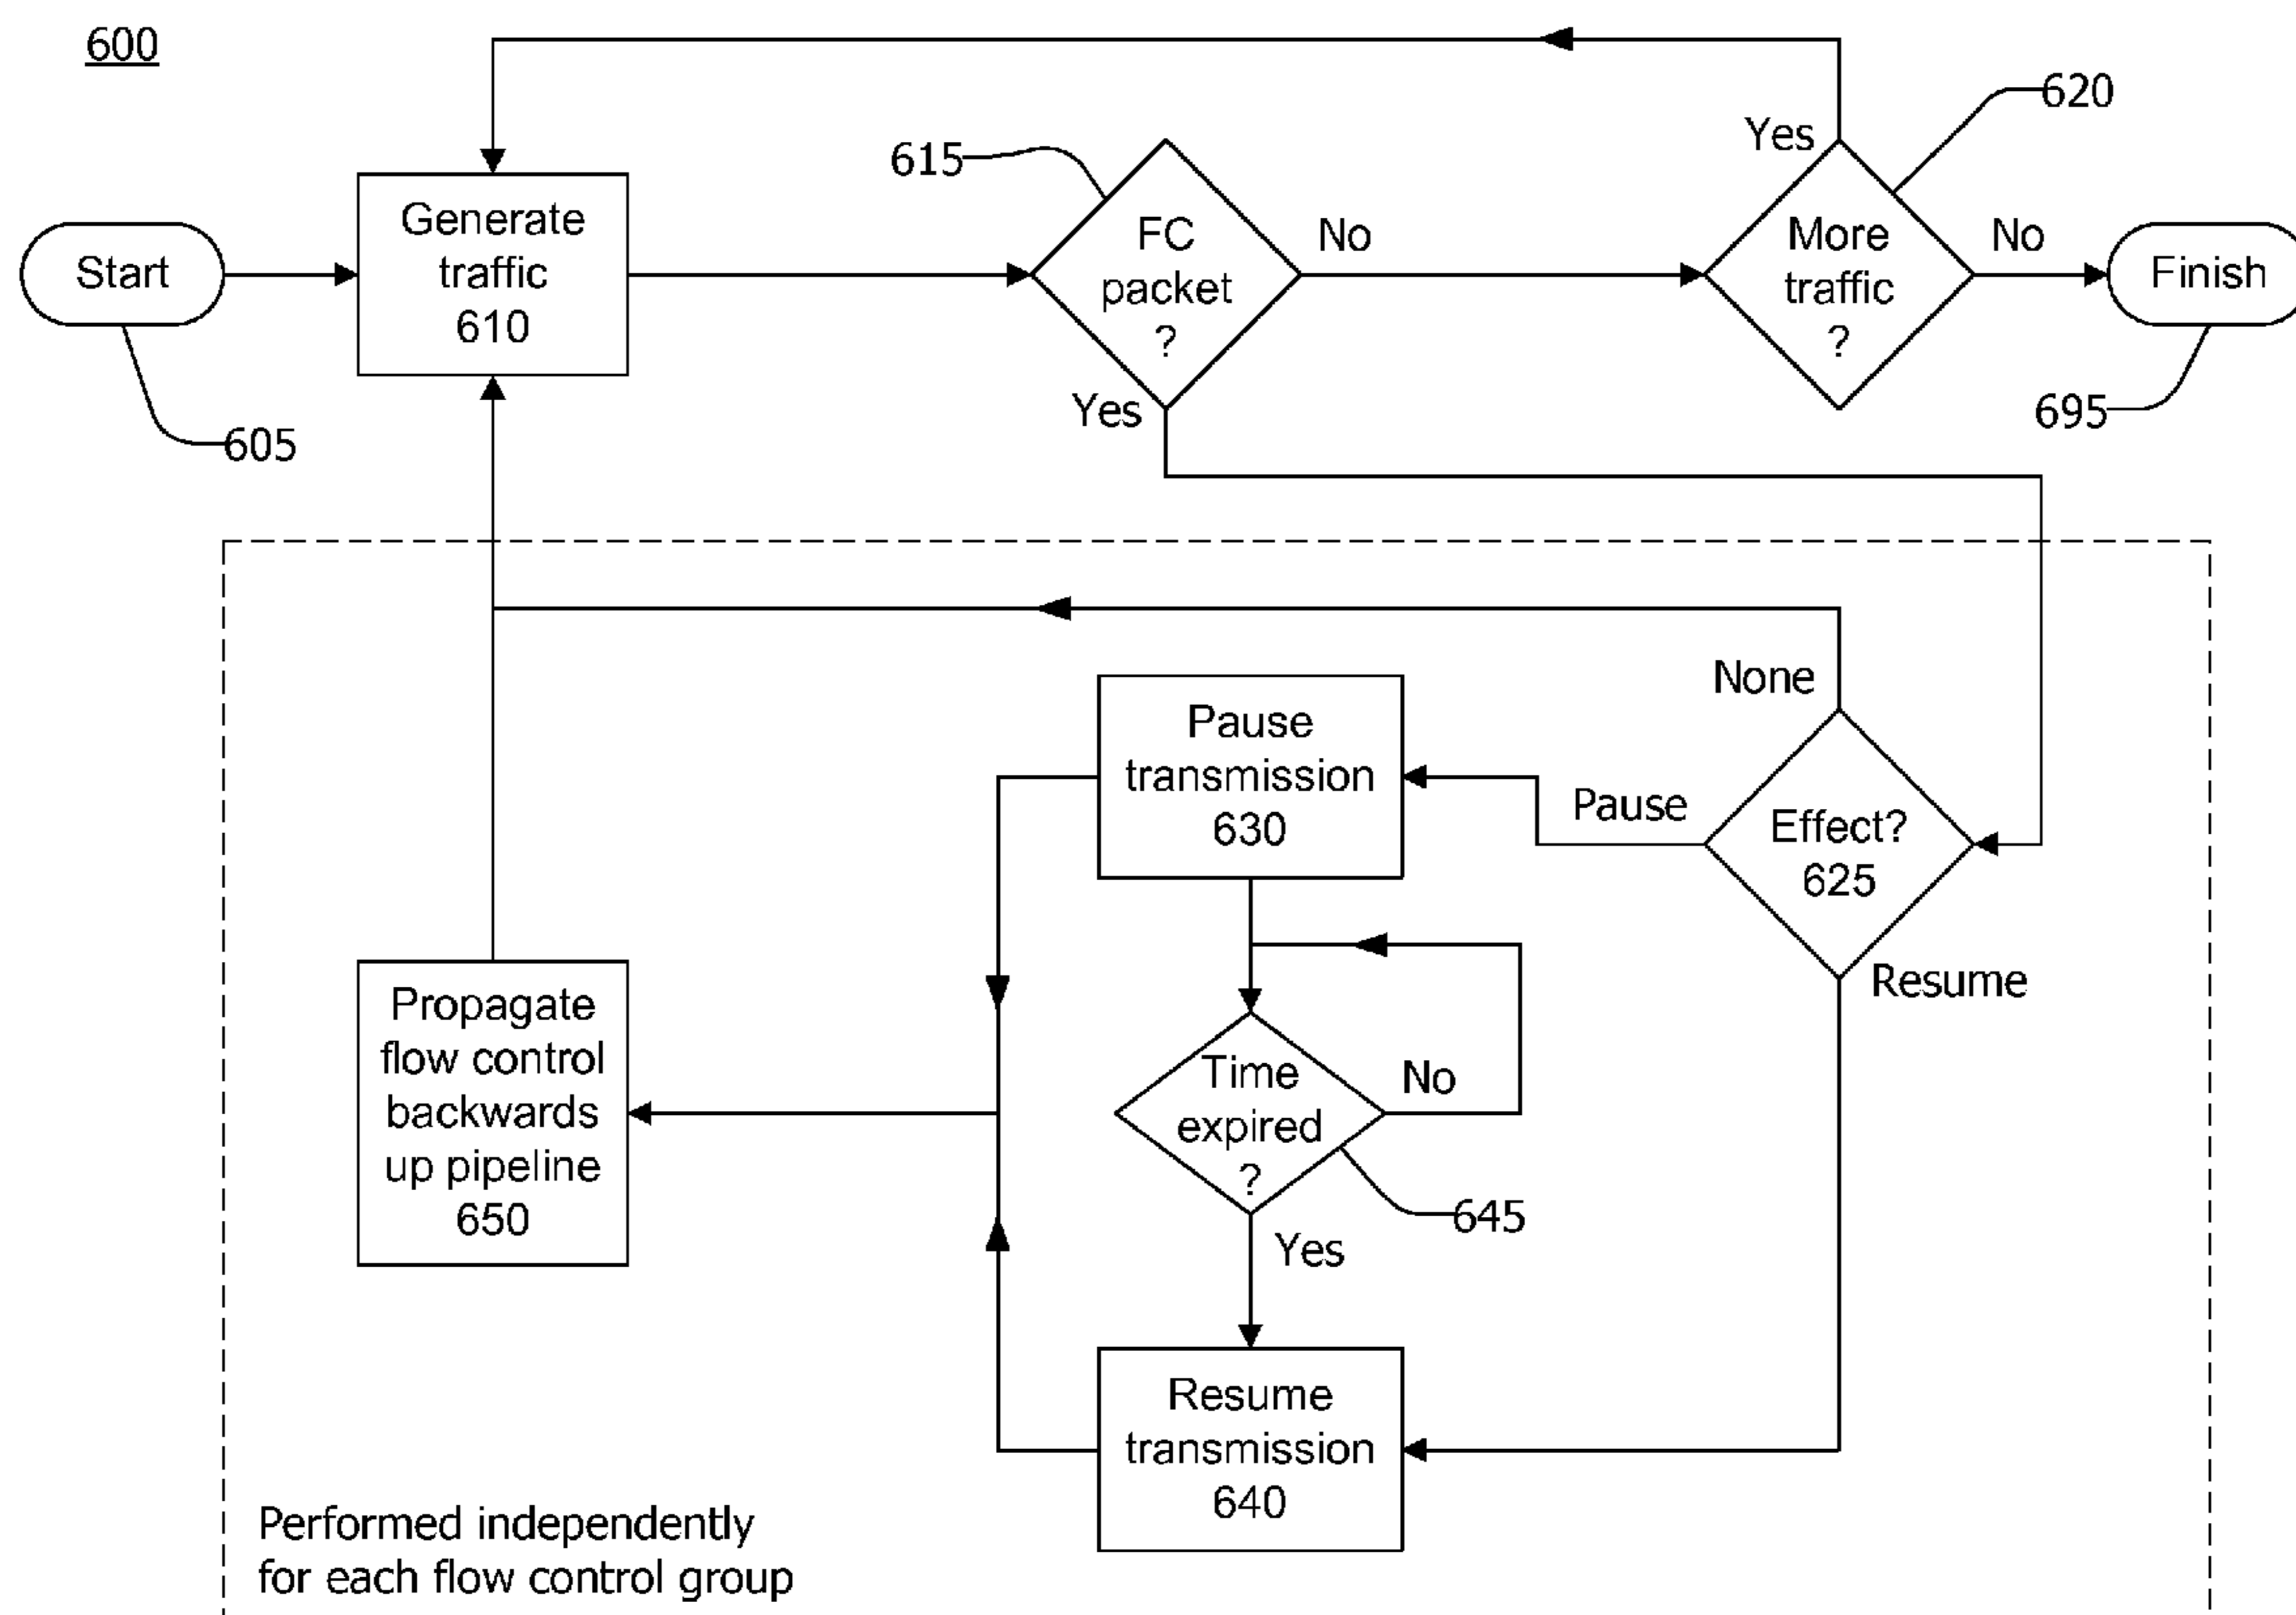 600
620
615
Yes
Generate
traffic
610
FC
packet
?
No
More
traffic
?
No
Start
Finish
Yes
605
695
None
Pause
transmission
630
Pause
Effect?
625
Resume
Propagate
flow control
backwards
up pipeline
650
Time
expired
?
No
645
Yes
Resume
transmission
640
Performed independently
for each flow control group